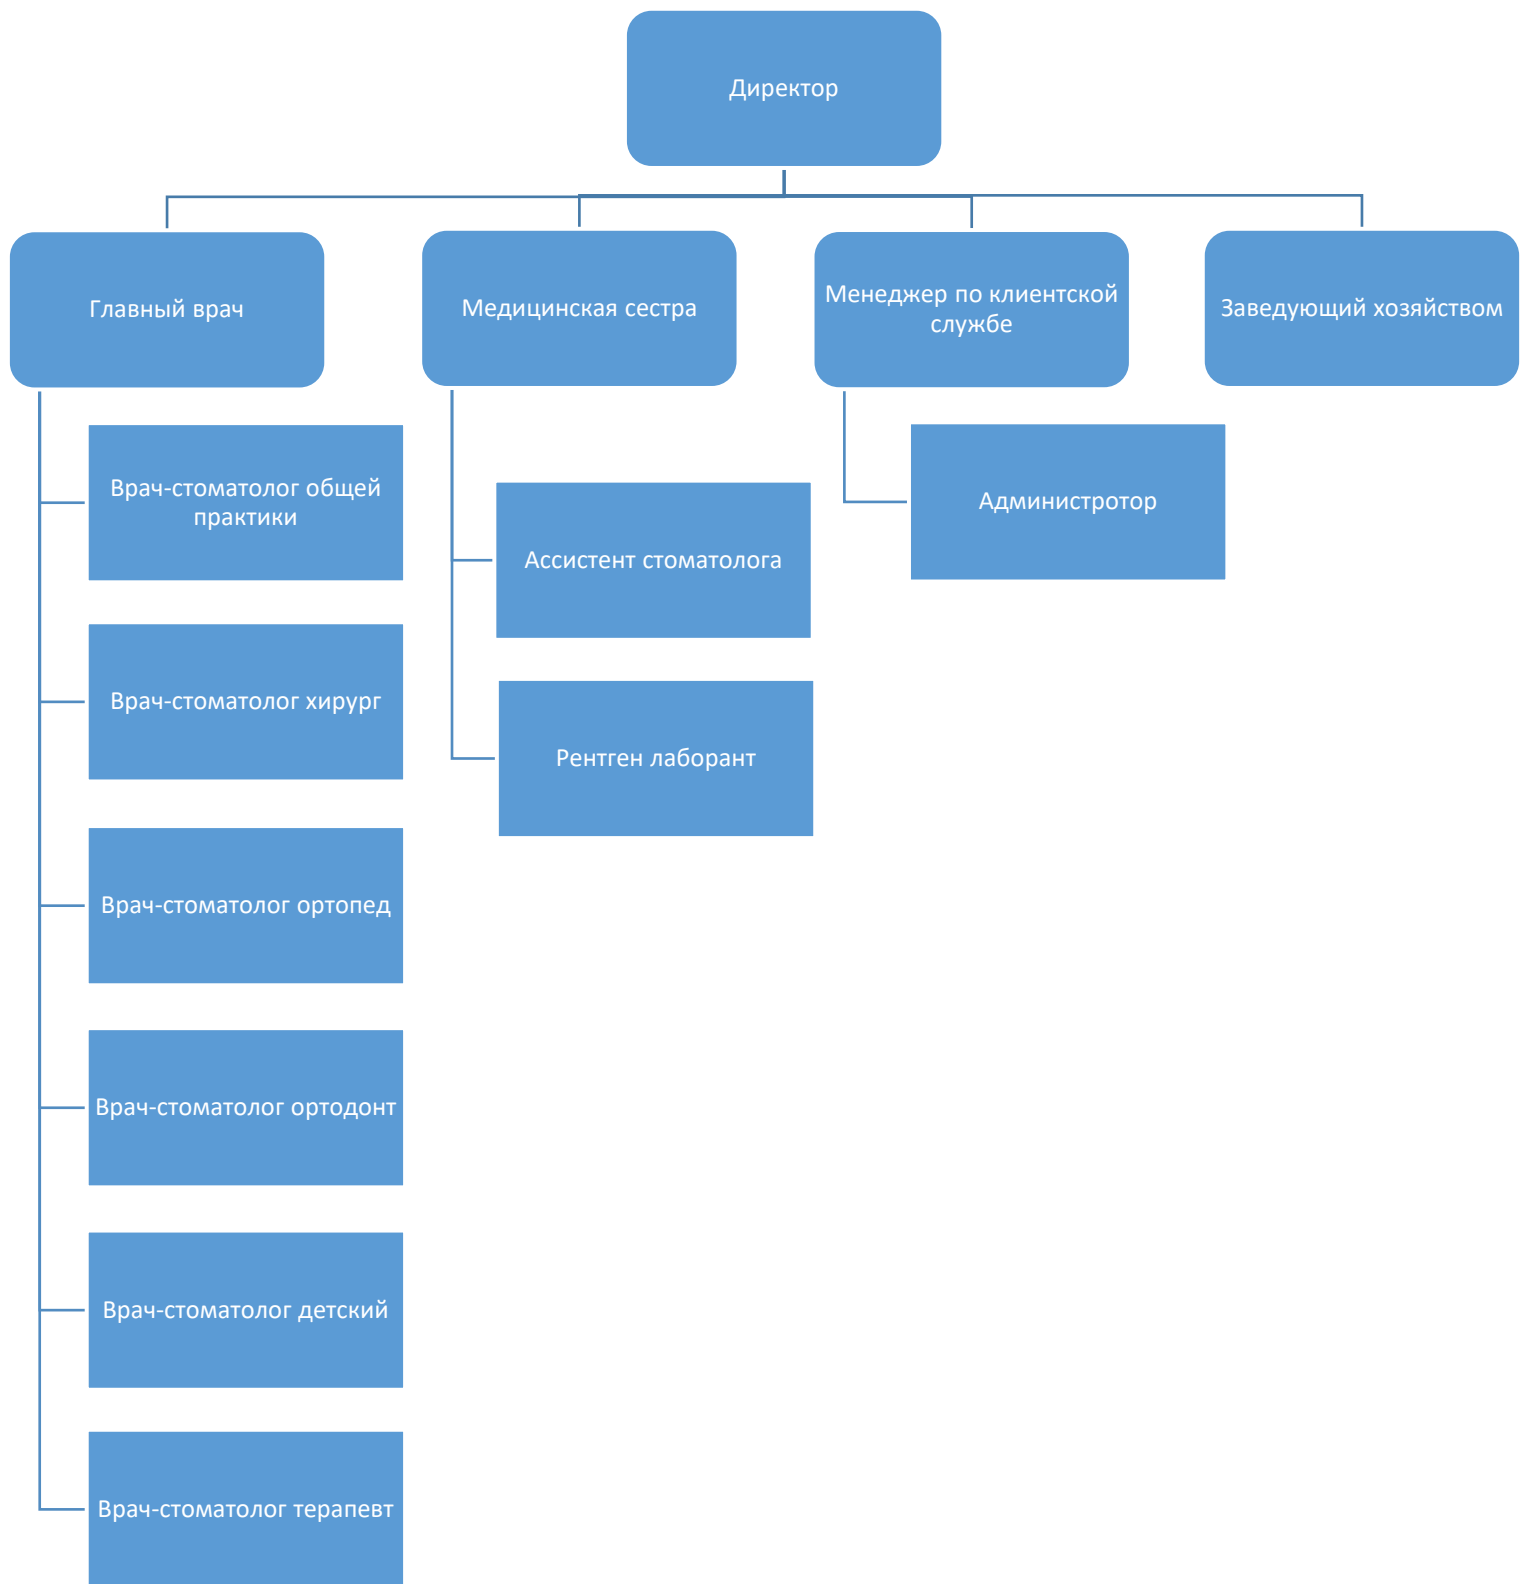 Директор
Главный врач
Медицинская сестра
Менеджер по клиентской
службе
Заведующий хозяйством
Врач-стоматолог общей
практики
Врач-стоматолог хирург
Врач-стоматолог ортопед
Врач-стоматолог ортодонт
Врач-стоматолог детский
Врач-стоматолог терапевт
Ассистент стоматолога
Рентген лаборант
Администротор